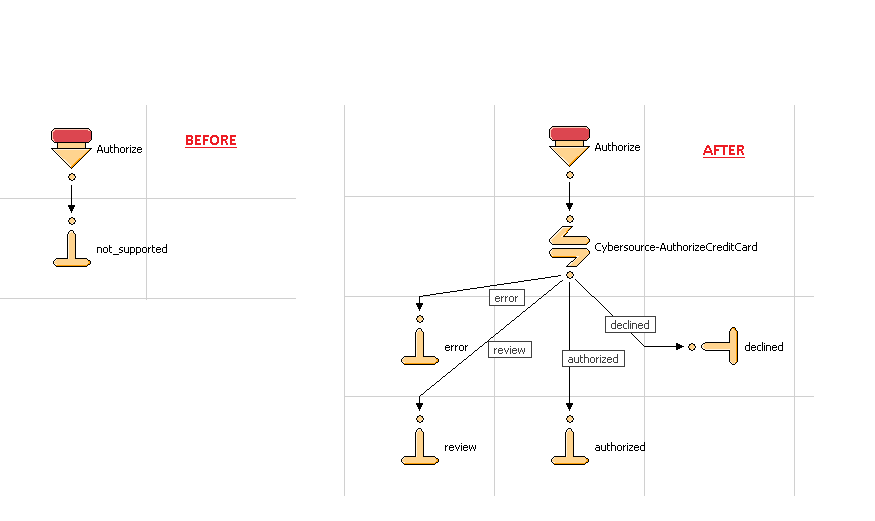 BEFORE
Authorize
not_supported
AFTER
Authorize
Cybersource-AuthorizeCreditCard
error
declined
error
review
authorized
declined
review
authorized